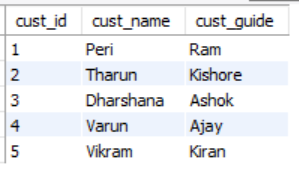 cust_id cust_name cust_guide
1 Peri Ram
2 Tharun Kishore
3 Dharshana Ashok
4 Varun Ajay
5 Vikram Kiran